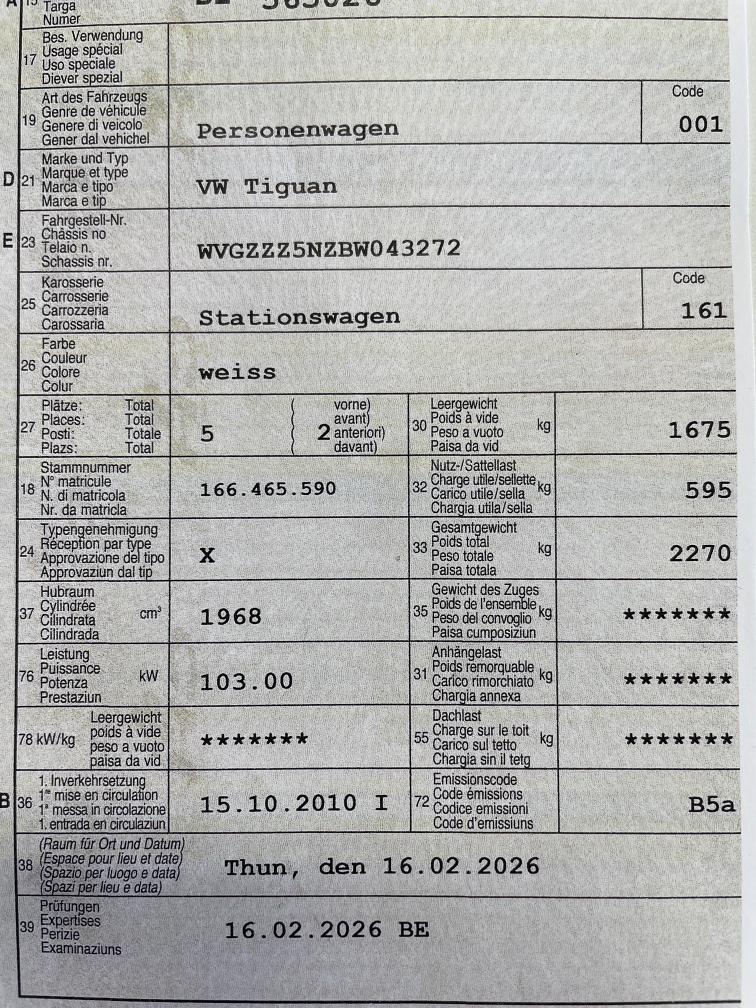 A 15 Targa
Numer
17 Bes. Verwendung
Usage spécial
Uso speciale
Diever spezial
19 Art des Fahrzeugs
Genre de véhicule
Genere di veicolo
Gener dal vehichel
Personenwagen
Code
001
D 21 Marke und Typ
Marque et type
Marca e tipo
Marca e tip
VW Tiguan
E 23 Fahrgestell-Nr.
Châssis no
Telaio n.
Schassis nr.
WVGZZZ5NZBW043272
25 Karosserie
Carrosserie
Carrozzeria
Carossaria
Stationswagen
Code
161
26 Farbe
Couleur
Colore
Colur
weiss
27 Plätze: Total
Places: Total
Posti: Totale
Plazs: Total
5
( vorne)
( avant)
2 anteriori)
( davant)
30 Leergewicht
Poids à vide
Peso a vuoto
Paisa da vid
kg
1675
18 Stammnummer
N° matricule
N. di matricola
Nr. da matricla
166.465.590
32 Nutz-/Sattellast
Charge utile/sellette
Carico utile/sella
Chargia utila/sella
kg
595
24 Typengenehmigung
Réception par type
Approvazione del tipo
Approvaziun dal tip
X
33 Gesamtgewicht
Poids total
Peso totale
Paisa totala
kg
2270
37 Hubraum
Cylindrée
Cilindrata
Cilindrada
cm³
1968
35 Gewicht des Zuges
Poids de l'ensemble
Peso del convoglio
Paisa cumposiziun
kg
*******
76 Leistung
Puissance
Potenza
Prestaziun
kW
103.00
31 Anhängelast
Poids remorquable
Carico rimorchiato
Chargia annexa
kg
*******
78 kW/kg
Leergewicht
poids à vide
peso a vuoto
paisa da vid
*******
55 Dachlast
Charge sur le toit
Carico sul tetto
Chargia sin il tetg
kg
*******
B 36 1. Inverkehrsetzung
1re mise en circulation
1a messa in circolazione
1. entrada en circulaziun
15.10.2010 I
72 Emissionscode
Code émissions
Codice emissioni
Code d'emissiuns
B5a
38 (Raum für Ort und Datum)
(Espace pour lieu et date)
(Spazio per luogo e data)
(Spazi per lieu e data)
Thun, den 16.02.2026
39 Prüfungen
Expertises
Perizie
Examinaziuns
16.02.2026 BE